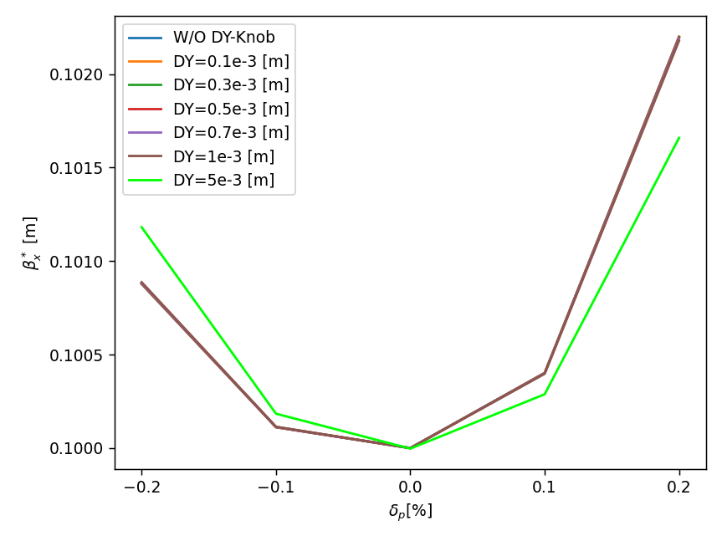 W/O DY-Knob
DY=0.1e-3 [m]
DY=0.3e-3 [m]
DY=0.5e-3 [m]
DY=0.7e-3 [m]
DY=1e-3 [m]
DY=5e-3 [m]
0.1020
0.1015
0.1010
0.1005
0.1000
β*x [m]
−0.2
−0.1
0.0
0.1
0.2
δp[%]